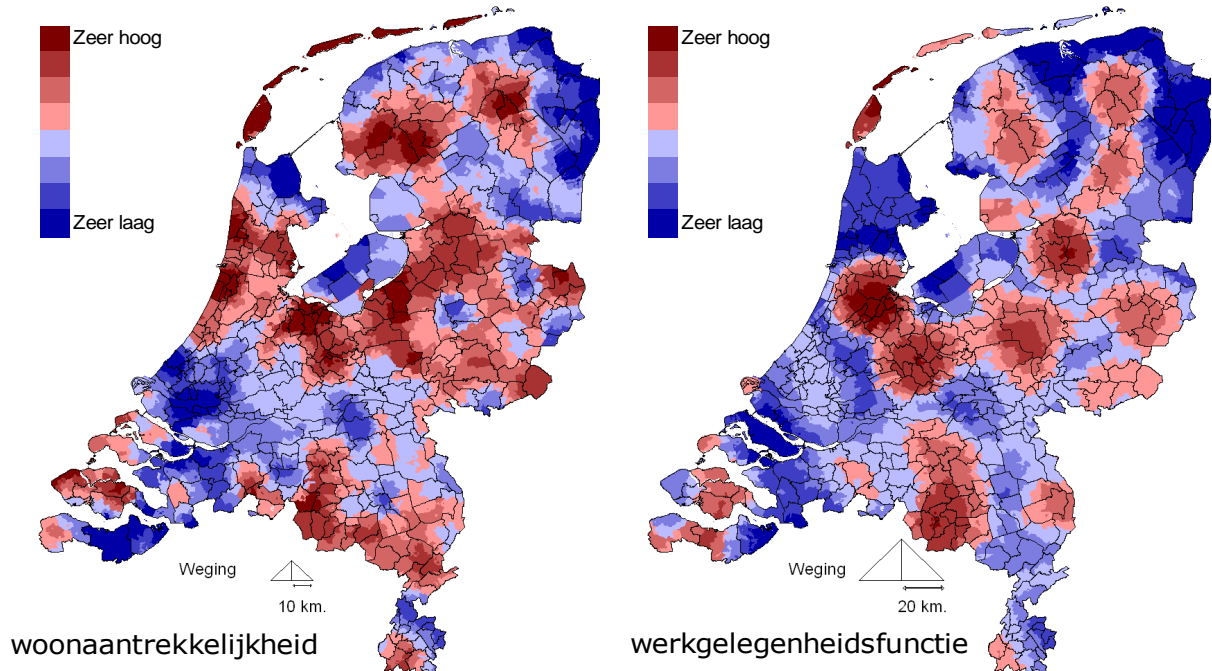 Zeer hoog
Zeer laag
Weging
10 km.
woonaantrekkelijkheid
Zeer hoog
Zeer laag
Weging
20 km.
werkgelegenheidsfunctie